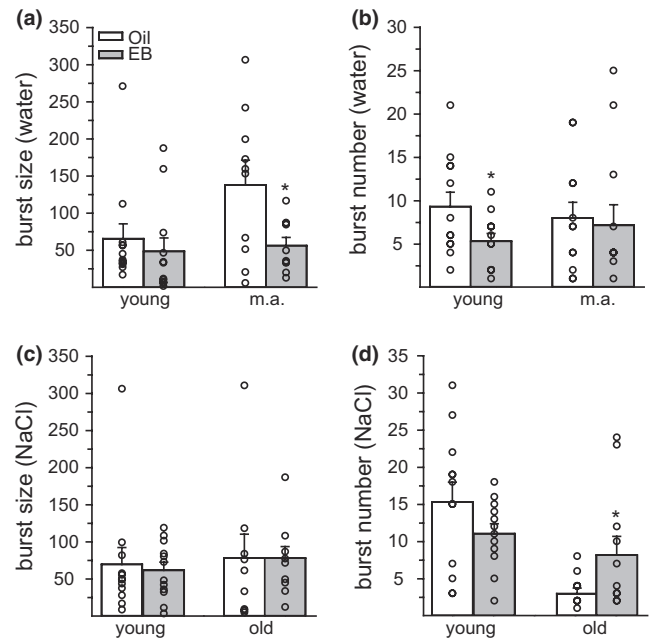 (a)
350
300
250
200
150
100
50
burst size (water)
Oil
EB
*
young
m.a.
(b)
30
25
20
15
10
5
burst number (water)
*
young
m.a.
(c)
350
300
250
200
150
100
50
burst size (NaCl)
young
old
(d)
35
30
25
20
15
10
5
burst number (NaCl)
*
young
old